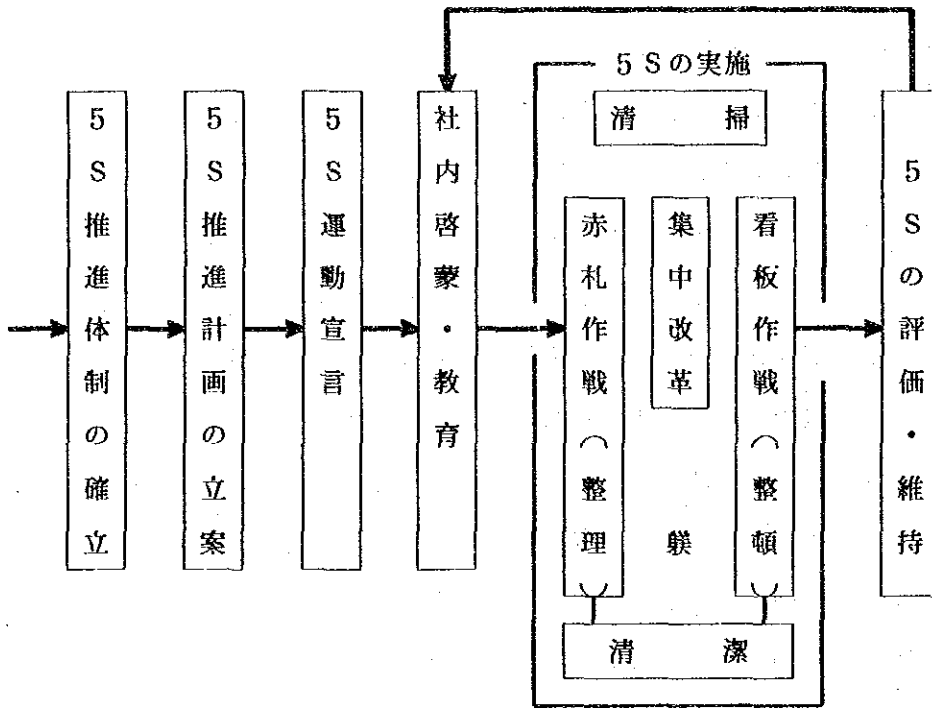 5S推進体制の確立
5S推進計画の立案
5S運動宣言
社内啓蒙・教育
5Sの実施
清掃
赤札作戦(整理)
集中改革
躾
看板作戦(整頓)
清潔
5Sの評価・維持